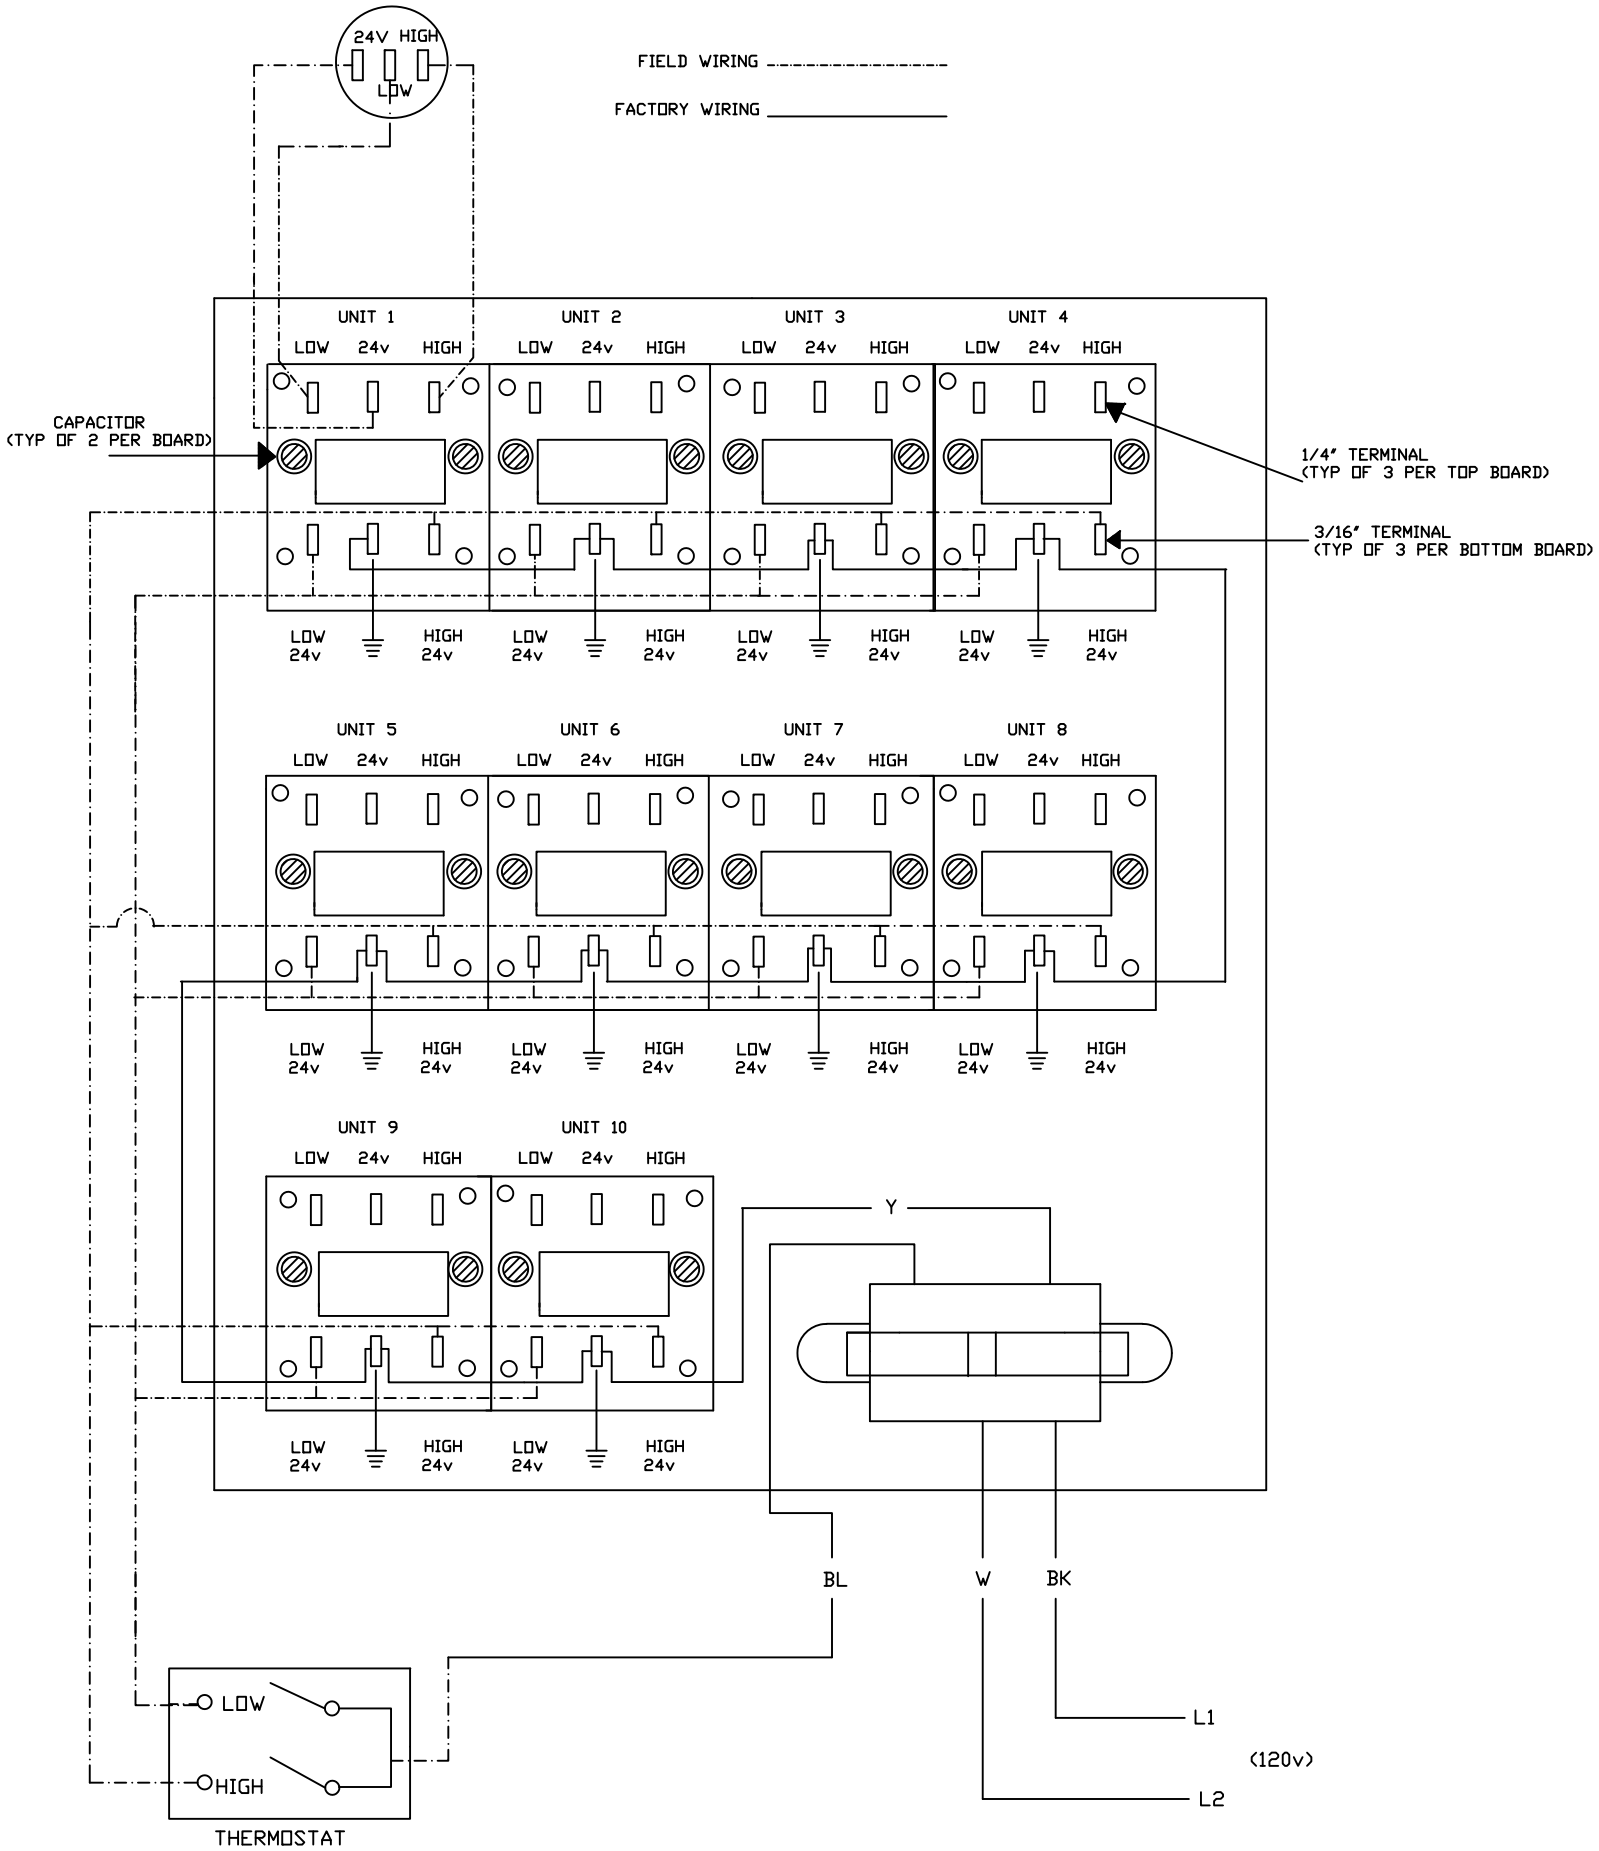 24V HIGH
LOW
FIELD WIRING
FACTORY WIRING
UNIT 1 UNIT 2 UNIT 3 UNIT 4
LOW 24v HIGH LOW 24v HIGH LOW 24v HIGH LOW 24v HIGH
CAPACITOR
(TYP OF 2 PER BOARD)
1/4" TERMINAL
(TYP OF 3 PER TOP BOARD)
3/16" TERMINAL
(TYP OF 3 PER BOTTOM BOARD)
LOW HIGH LOW HIGH LOW HIGH LOW HIGH
24v 24v 24v 24v 24v 24v 24v 24v
UNIT 5 UNIT 6 UNIT 7 UNIT 8
LOW 24v HIGH LOW 24v HIGH LOW 24v HIGH LOW 24v HIGH
LOW HIGH LOW HIGH LOW HIGH LOW HIGH
24v 24v 24v 24v 24v 24v 24v 24v
UNIT 9 UNIT 10
LOW 24v HIGH LOW 24v HIGH
Y
LOW HIGH LOW HIGH
24v 24v 24v 24v
BL W BK
LOW
L1
(120v)
HIGH
L2
THERMOSTAT